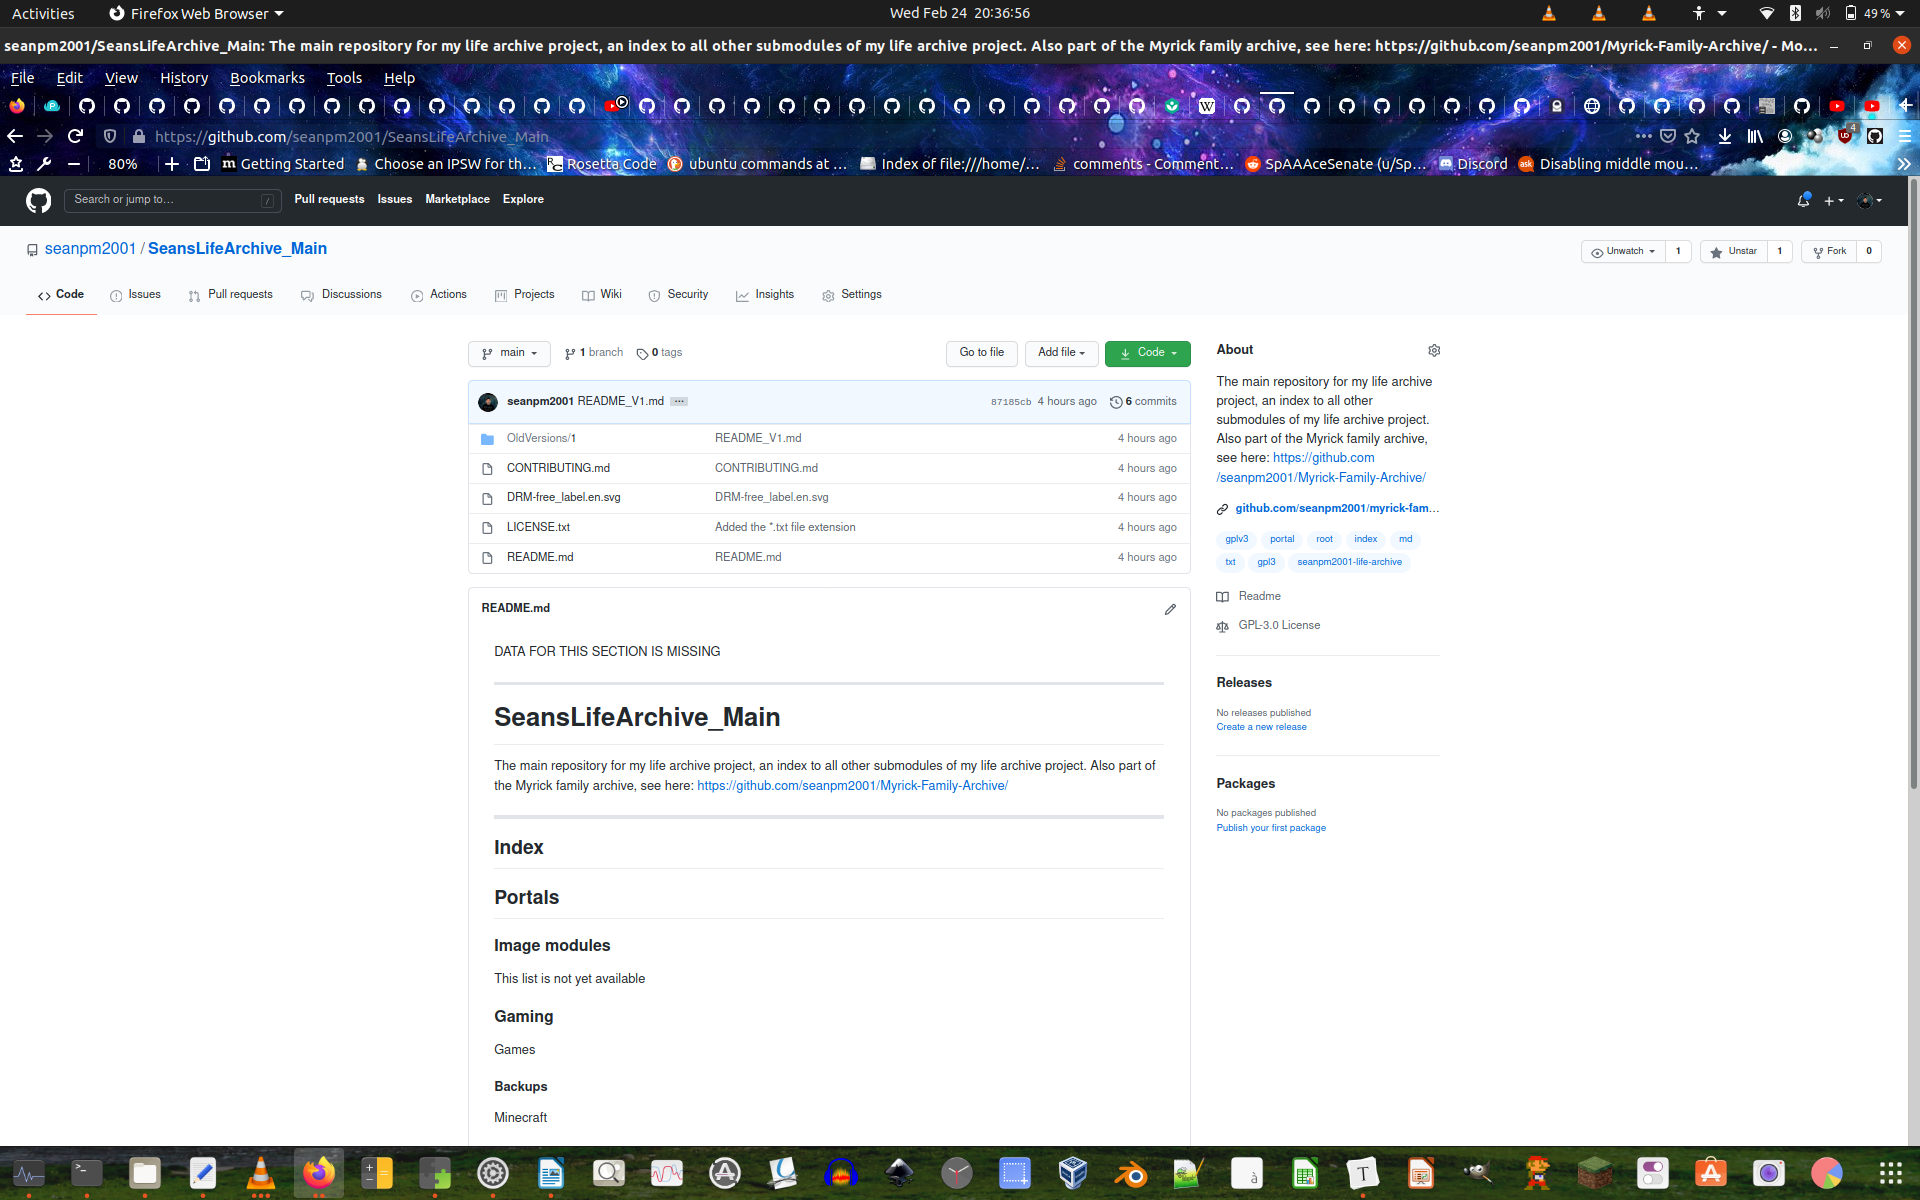 Activities Firefox Web Browser Wed Feb 24 20:36:56 49 %
seanpm2001/SeansLifeArchive_Main: The main repository for my life archive project, an index to all other submodules of my life archive project. Also part of the Myrick family archive, see here: https://github.com/seanpm2001/Myrick-Family-Archive/ - Mo…
File Edit View History Bookmarks Tools Help
https://github.com/seanpm2001/SeansLifeArchive_Main
80% Getting Started Choose an IPSW for th… Rosetta Code ubuntu commands at … Index of file:///home/… comments - Comment… SpAAAceSenate (u/Sp… Discord Disabling middle mou…
Search or jump to… / Pull requests Issues Marketplace Explore
seanpm2001 / SeansLifeArchive_Main Unwatch 1 Unstar 1 Fork 0
Code Issues Pull requests Discussions Actions Projects Wiki Security Insights Settings
main 1 branch 0 tags Go to file Add file Code
seanpm2001 README_V1.md ... 87185cb 4 hours ago 6 commits
OldVersions/1 README_V1.md 4 hours ago
CONTRIBUTING.md CONTRIBUTING.md 4 hours ago
DRM-free_label.en.svg DRM-free_label.en.svg 4 hours ago
LICENSE.txt Added the *.txt file extension 4 hours ago
README.md README.md 4 hours ago
README.md
DATA FOR THIS SECTION IS MISSING
SeansLifeArchive_Main
The main repository for my life archive project, an index to all other submodules of my life archive project. Also part of
the Myrick family archive, see here: https://github.com/seanpm2001/Myrick-Family-Archive/
Index
Portals
Image modules
This list is not yet available
Gaming
Games
Backups
Minecraft
About
The main repository for my life archive
project, an index to all other
submodules of my life archive project.
Also part of the Myrick family archive,
see here: https://github.com
/seanpm2001/Myrick-Family-Archive/
github.com/seanpm2001/myrick-fam…
gplv3 portal root index md
txt gpl3 seanpm2001-life-archive
Readme
GPL-3.0 License
Releases
No releases published
Create a new release
Packages
No packages published
Publish your first package